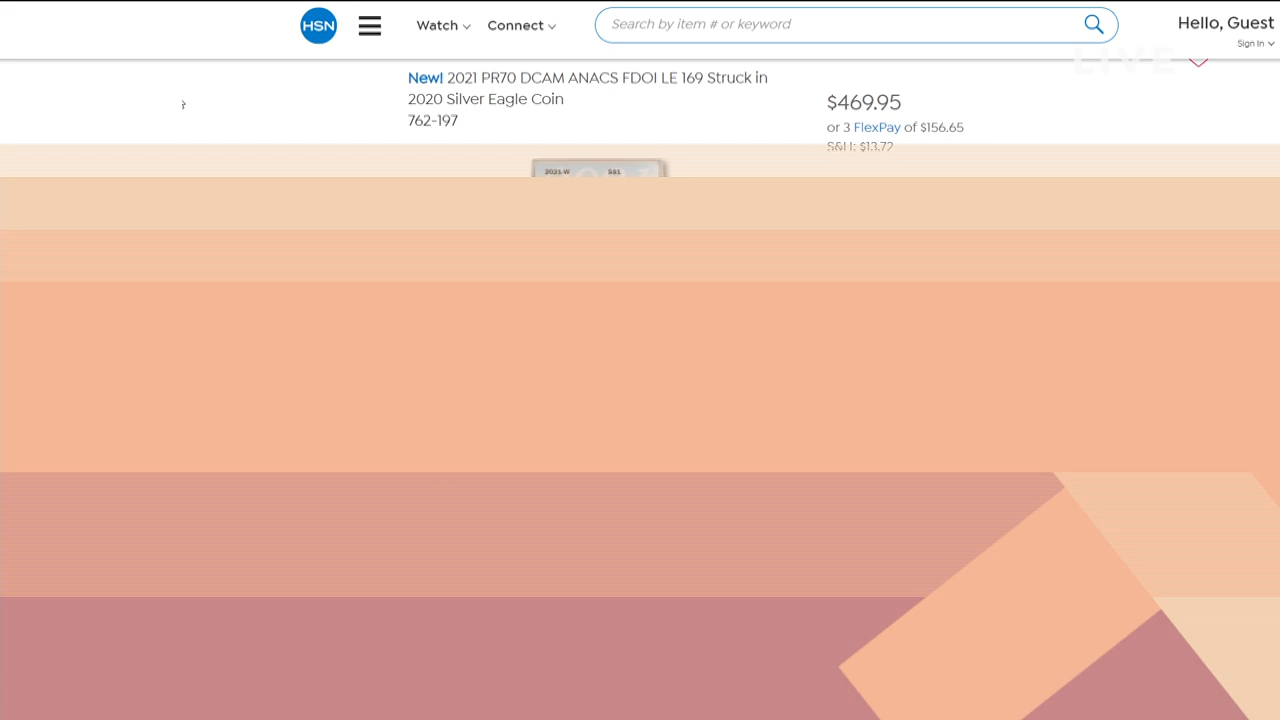 HSN
Watch
Connect
Search by item # or keyword
Hello, Guest
Sign In
LIVE
New! 2021 PR70 DCAM ANACS FDOI LE 169 Struck in
2020 Silver Eagle Coin
762-197
$469.95
or 3 FlexPay of $156.65
S&H: $13.72
2021-W